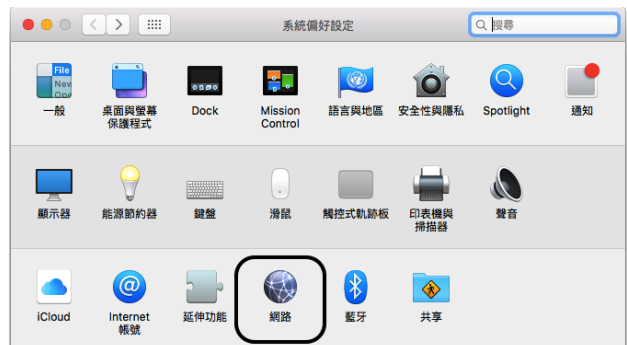 系統偏好設定
搜尋
File
New
Ope
一般
桌面與螢幕
保護程式
Dock
Mission
Control
語言與地區
安全性與隱私
Spotlight
通知
顯示器
能源節約器
鍵盤
滑鼠
觸控式軌跡板
印表機與
掃描器
聲音
iCloud
Internet
帳號
延伸功能
網路
藍牙
共享